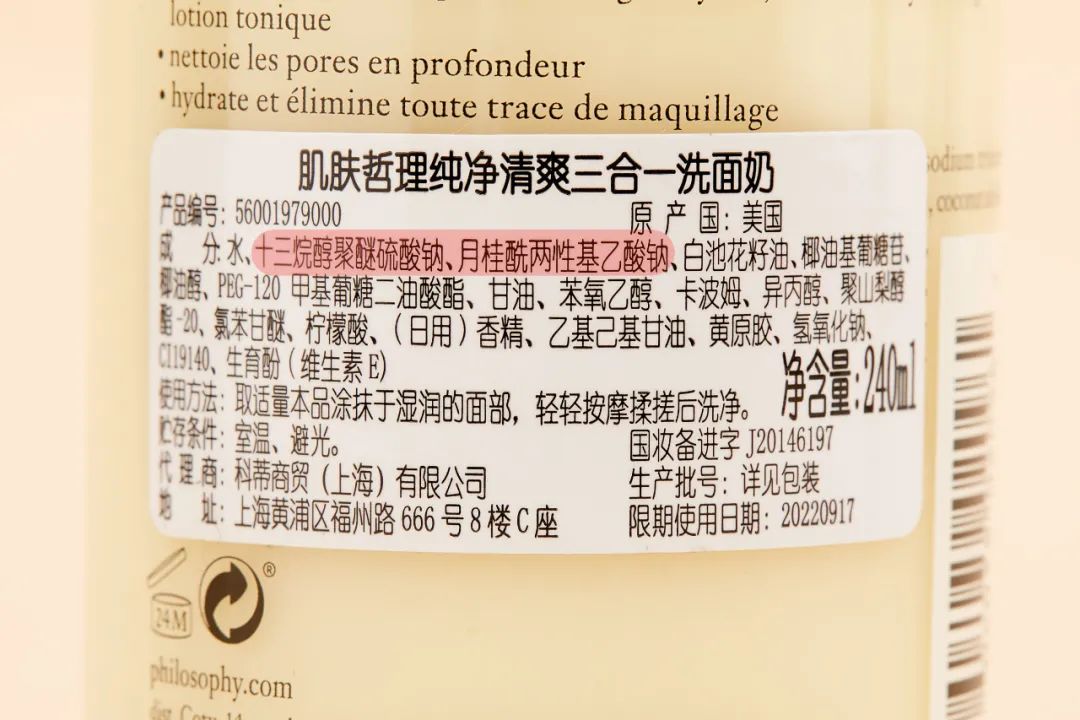 lotion tonique
• nettoie les pores en profondeur
• hydrate et élimine toute trace de maquillage
肌肤哲理纯净清爽三合一洗面奶
产品编号: 56001979000 原产国: 美国
成分:水、十三烷醇聚醚硫酸钠、月桂酰两性基乙酸钠、白池花籽油、椰油基葡糖苷、
椰油醇、PEG-120 甲基葡糖二油酸酯、甘油、苯氧乙醇、卡波姆、异丙醇、聚山梨醇
酯-20、氯苯甘醚、柠檬酸、(日用)香精、乙基己基甘油、黄原胶、氢氧化钠、
CI19140、生育酚(维生素E)
净含量:240ml
使用方法: 取适量本品涂抹于湿润的面部,轻轻按摩揉搓后洗净。
贮存条件: 室温、避光。 国妆备进字 J20146197
代理商: 科蒂商贸(上海)有限公司 生产批号: 详见包装
地址: 上海黄浦区福州路 666 号 8 楼 C 座 限期使用日期: 20220917
sodium
, coco
®
24M
philosophy.com